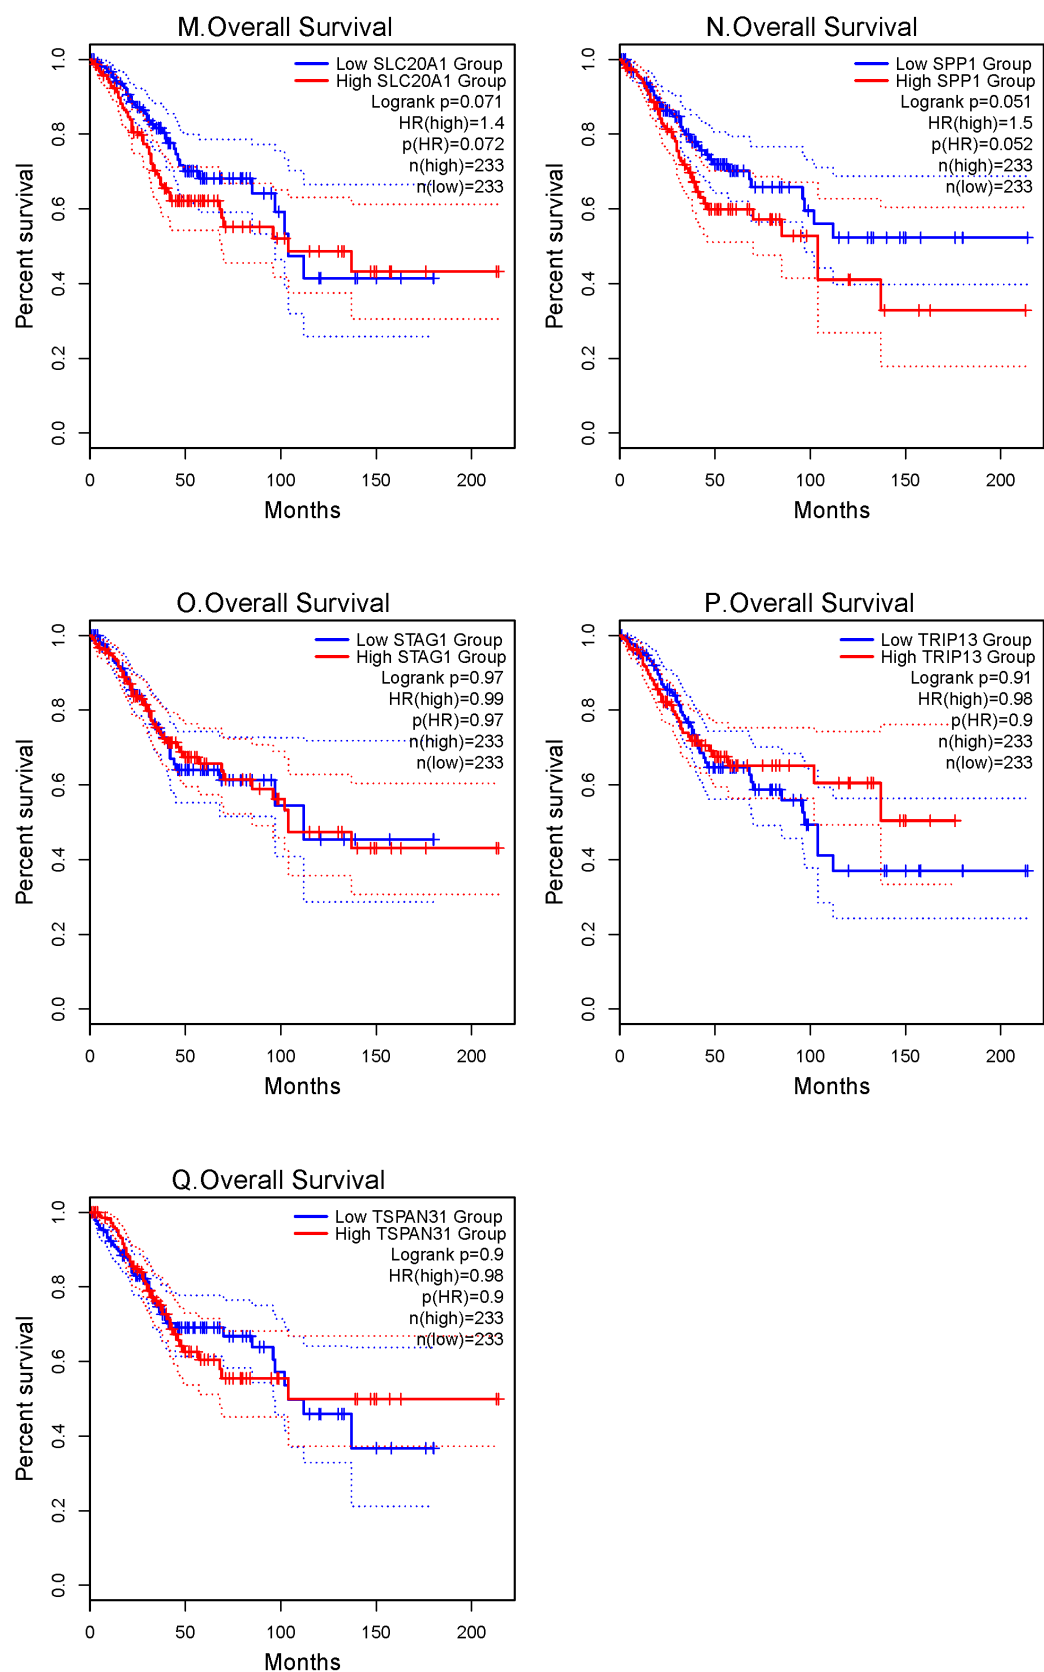 M.Overall Survival
Low SLC20A1 Group
High SLC20A1 Group
Logrank p=0.071
HR(high)=1.4
p(HR)=0.072
n(high)=233
n(low)=233
Percent survival
0.0
0.2
0.4
0.6
0.8
1.0
0
50
100
150
200
Months
N.Overall Survival
Low SPP1 Group
High SPP1 Group
Logrank p=0.051
HR(high)=1.5
p(HR)=0.052
n(high)=233
n(low)=233
Percent survival
0.0
0.2
0.4
0.6
0.8
1.0
0
50
100
150
200
Months
O.Overall Survival
Low STAG1 Group
High STAG1 Group
Logrank p=0.97
HR(high)=0.99
p(HR)=0.97
n(high)=233
n(low)=233
Percent survival
0.0
0.2
0.4
0.6
0.8
1.0
0
50
100
150
200
Months
P.Overall Survival
Low TRIP13 Group
High TRIP13 Group
Logrank p=0.91
HR(high)=0.98
p(HR)=0.9
n(high)=233
n(low)=233
Percent survival
0.0
0.2
0.4
0.6
0.8
1.0
0
50
100
150
200
Months
Q.Overall Survival
Low TSPAN31 Group
High TSPAN31 Group
Logrank p=0.9
HR(high)=0.98
p(HR)=0.9
n(high)=233
n(low)=233
Percent survival
0.0
0.2
0.4
0.6
0.8
1.0
0
50
100
150
200
Months